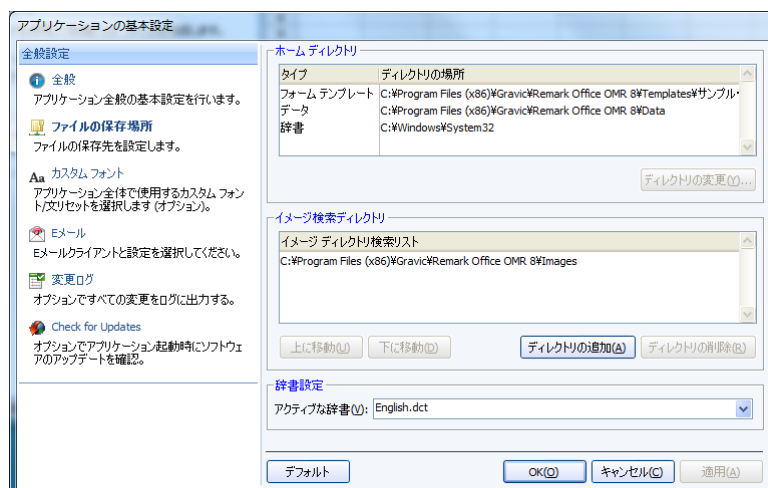 アプリケーションの基本設定
全般設定
全般
アプリケーション全般の基本設定を行います。
ファイルの保存場所
ファイルの保存先を設定します。
Aa カスタム フォント
アプリケーション全体で使用するカスタム フォン
ト/文リセットを選択します (オプション)。
Eメール
Eメールクライアントと設定を選択してください。
変更ログ
オプションですべての変更をログに出力する。
Check for Updates
オプションでアプリケーション起動時にソフトウェ
アのアップデートを確認。
ホーム ディレクトリ
タイプ ディレクトリの場所
フォーム テンプレート C:¥Program Files (x86)¥Gravic¥Remark Office OMR 8¥Templates¥サンプル・
データ C:¥Program Files (x86)¥Gravic¥Remark Office OMR 8¥Data
辞書 C:¥Windows¥System32
ディレクトリの変更(Y)...
イメージ検索ディレクトリ
イメージ ディレクトリ検索リスト
C:¥Program Files (x86)¥Gravic¥Remark Office OMR 8¥Images
上に移動(U) 下に移動(D) ディレクトリの追加(A) ディレクトリの削除(R)
辞書設定
アクティブな辞書(V): English.dct
デフォルト OK(O) キャンセル(C) 適用(A)